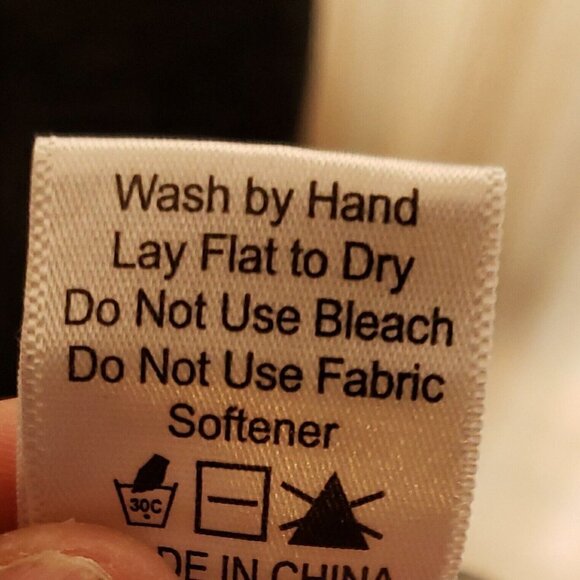 Wash by Hand
Lay Flat to Dry
Do Not Use Bleach
Do Not Use Fabric
Softener
30C
DE IN CHINA